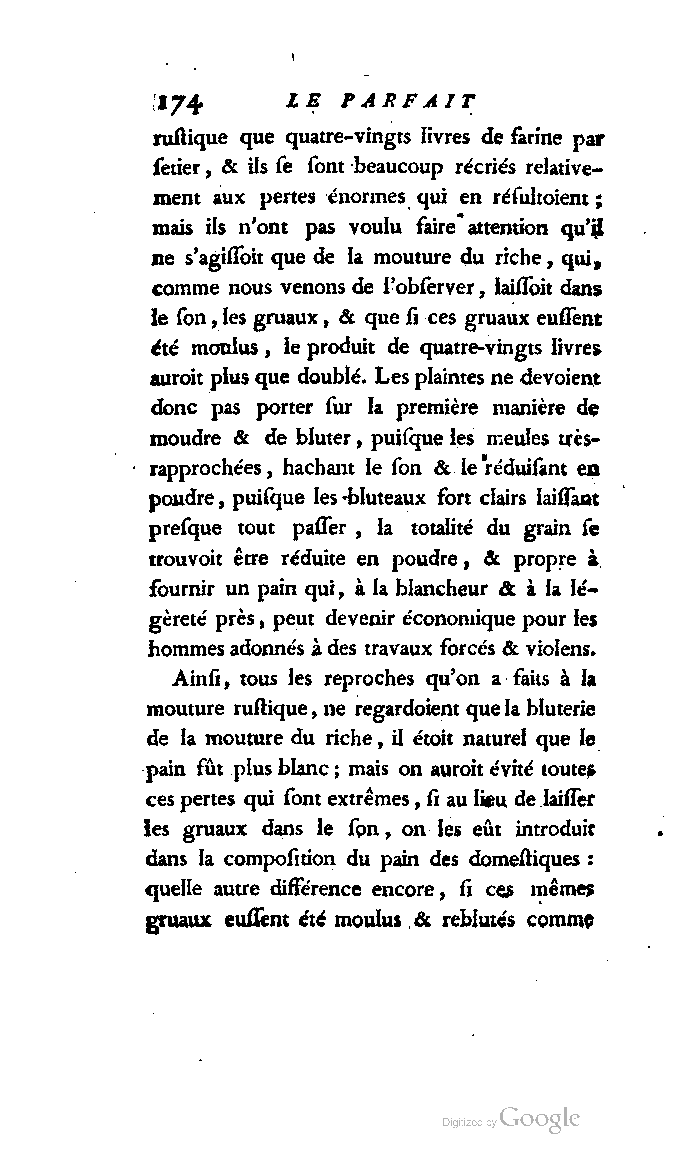 174 LE PARFAIT
ruſtique que quatre-vingts livres de farine par
ſetier, & ils ſe ſont beaucoup récriés relative-
ment aux pertes énormes qui en réſultoient ;
mais ils n'ont pas voulu faire attention qu'il
ne s'agiſſoit que de la mouture du riche, qui,
comme nous venons de l'obſerver, laiſſoit dans
le ſon, les gruaux, & que ſi ces gruaux euſſent
été moulus, le produit de quatre-vingts livres
auroit plus que doublé. Les plaintes ne devoient
donc pas porter ſur la première manière de
moudre & de bluter, puiſque les meules très-
rapprochées, hachant le ſon & le réduiſant en
poudre, puiſque les bluteaux fort clairs laiſſant
preſque tout paſſer, la totalité du grain ſe
trouvoit être réduite en poudre, & propre à
fournir un pain qui, à la blancheur & à la lé-
gèreté près, peut devenir économique pour les
hommes adonnés à des travaux forcés & violens.
Ainſi, tous les reproches qu'on a faits à la
mouture ruſtique, ne regardoient que la bluterie
de la mouture du riche, il étoit naturel que le
pain fût plus blanc ; mais on auroit évité toutes
ces pertes qui ſont extrêmes, ſi au lieu de laiſſer
les gruaux dans le ſon, on les eût introduit
dans la compoſition du pain des domeſtiques :
quelle autre différence encore, ſi ces mêmes
gruaux euſſent été moulus & reblutés comme
Digitized by Google